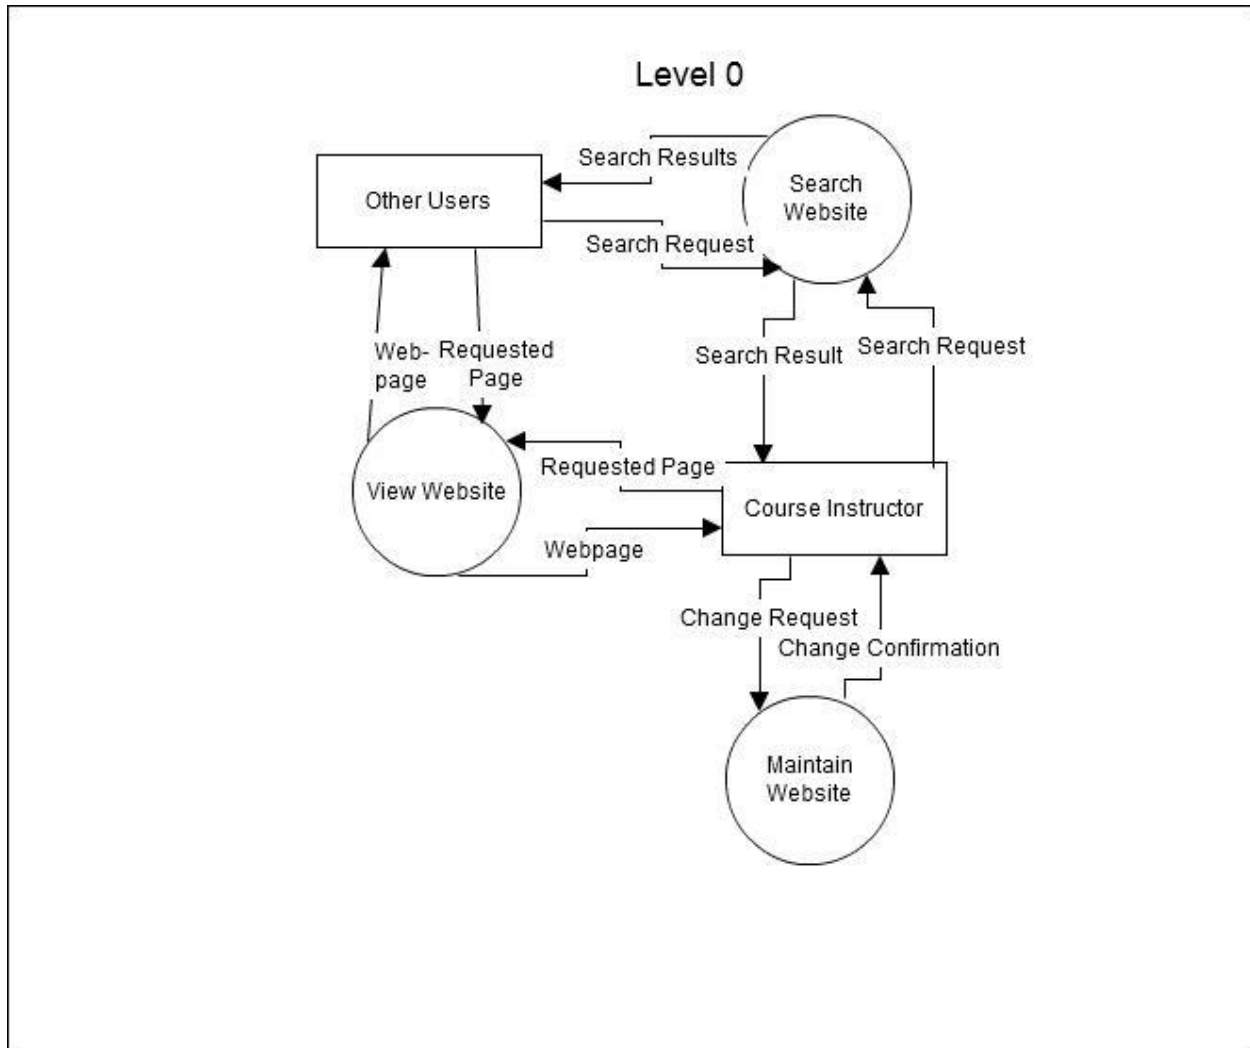 Level 0
Search Results
Other Users
Search
Website
Search Request
Web-
page
Requested
Page
Search Result
Search Request
View Website
Requested Page
Course Instructor
Webpage
Change Request
Change Confirmation
Maintain
Website